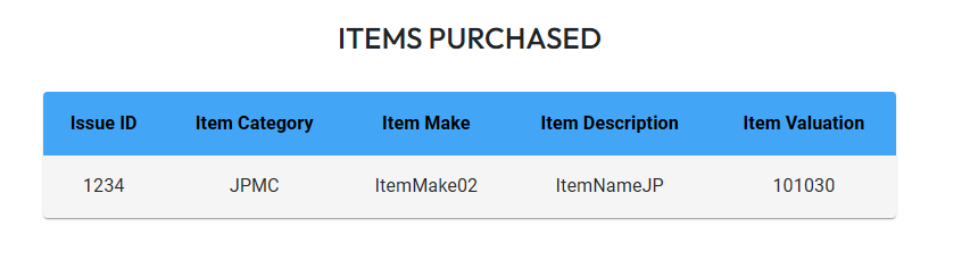 ITEMS PURCHASED
Issue ID Item Category Item Make Item Description Item Valuation
1234 JPMC ItemMake02 ItemNameJP 101030